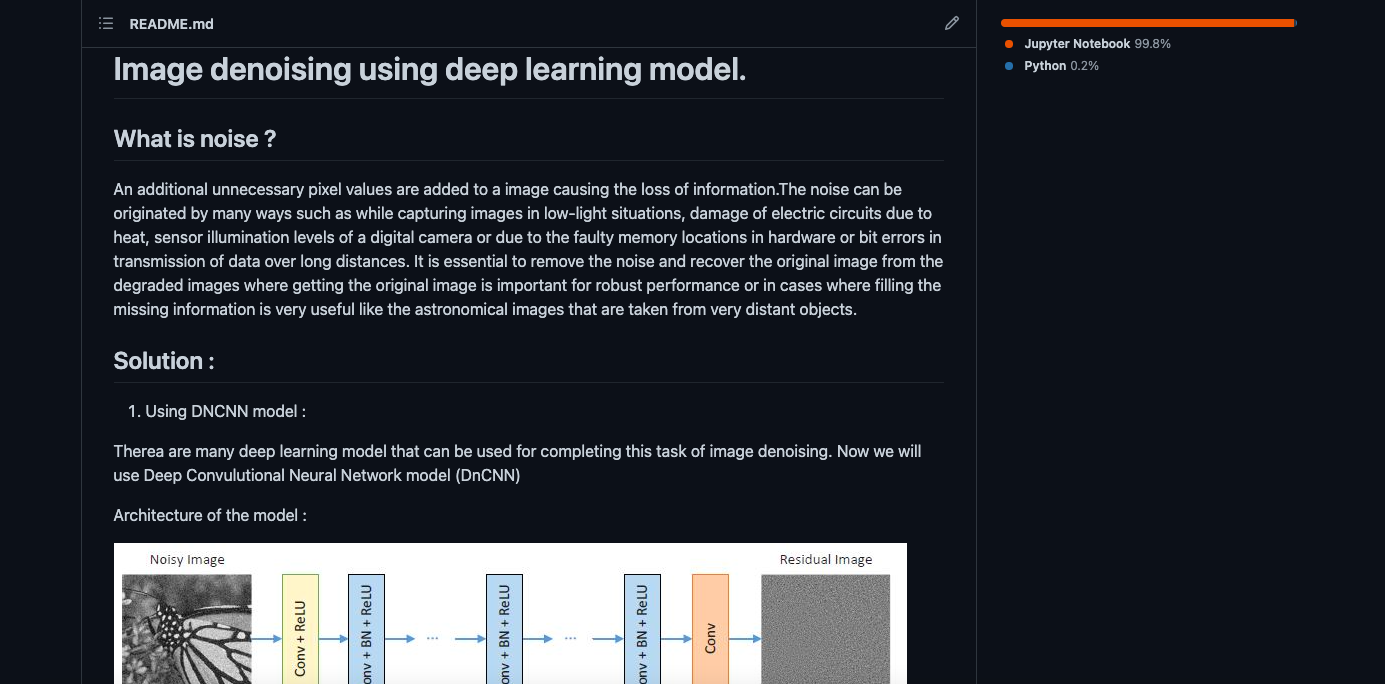 README.md
Image denoising using deep learning model.
What is noise ?
An additional unnecessary pixel values are added to a image causing the loss of information.The noise can be
originated by many ways such as while capturing images in low-light situations, damage of electric circuits due to
heat, sensor illumination levels of a digital camera or due to the faulty memory locations in hardware or bit errors in
transmission of data over long distances. It is essential to remove the noise and recover the original image from the
degraded images where getting the original image is important for robust performance or in cases where filling the
missing information is very useful like the astronomical images that are taken from very distant objects.
Solution :
1. Using DNCNN model :
Therea are many deep learning model that can be used for completing this task of image denoising. Now we will
use Deep Convulutional Neural Network model (DnCNN)
Architecture of the model :
Noisy Image
Residual Image
Conv + ReLU
onv + BN + ReLU
...
onv + BN + ReLU
...
onv + BN + ReLU
Conv
Jupyter Notebook 99.8%
Python 0.2%